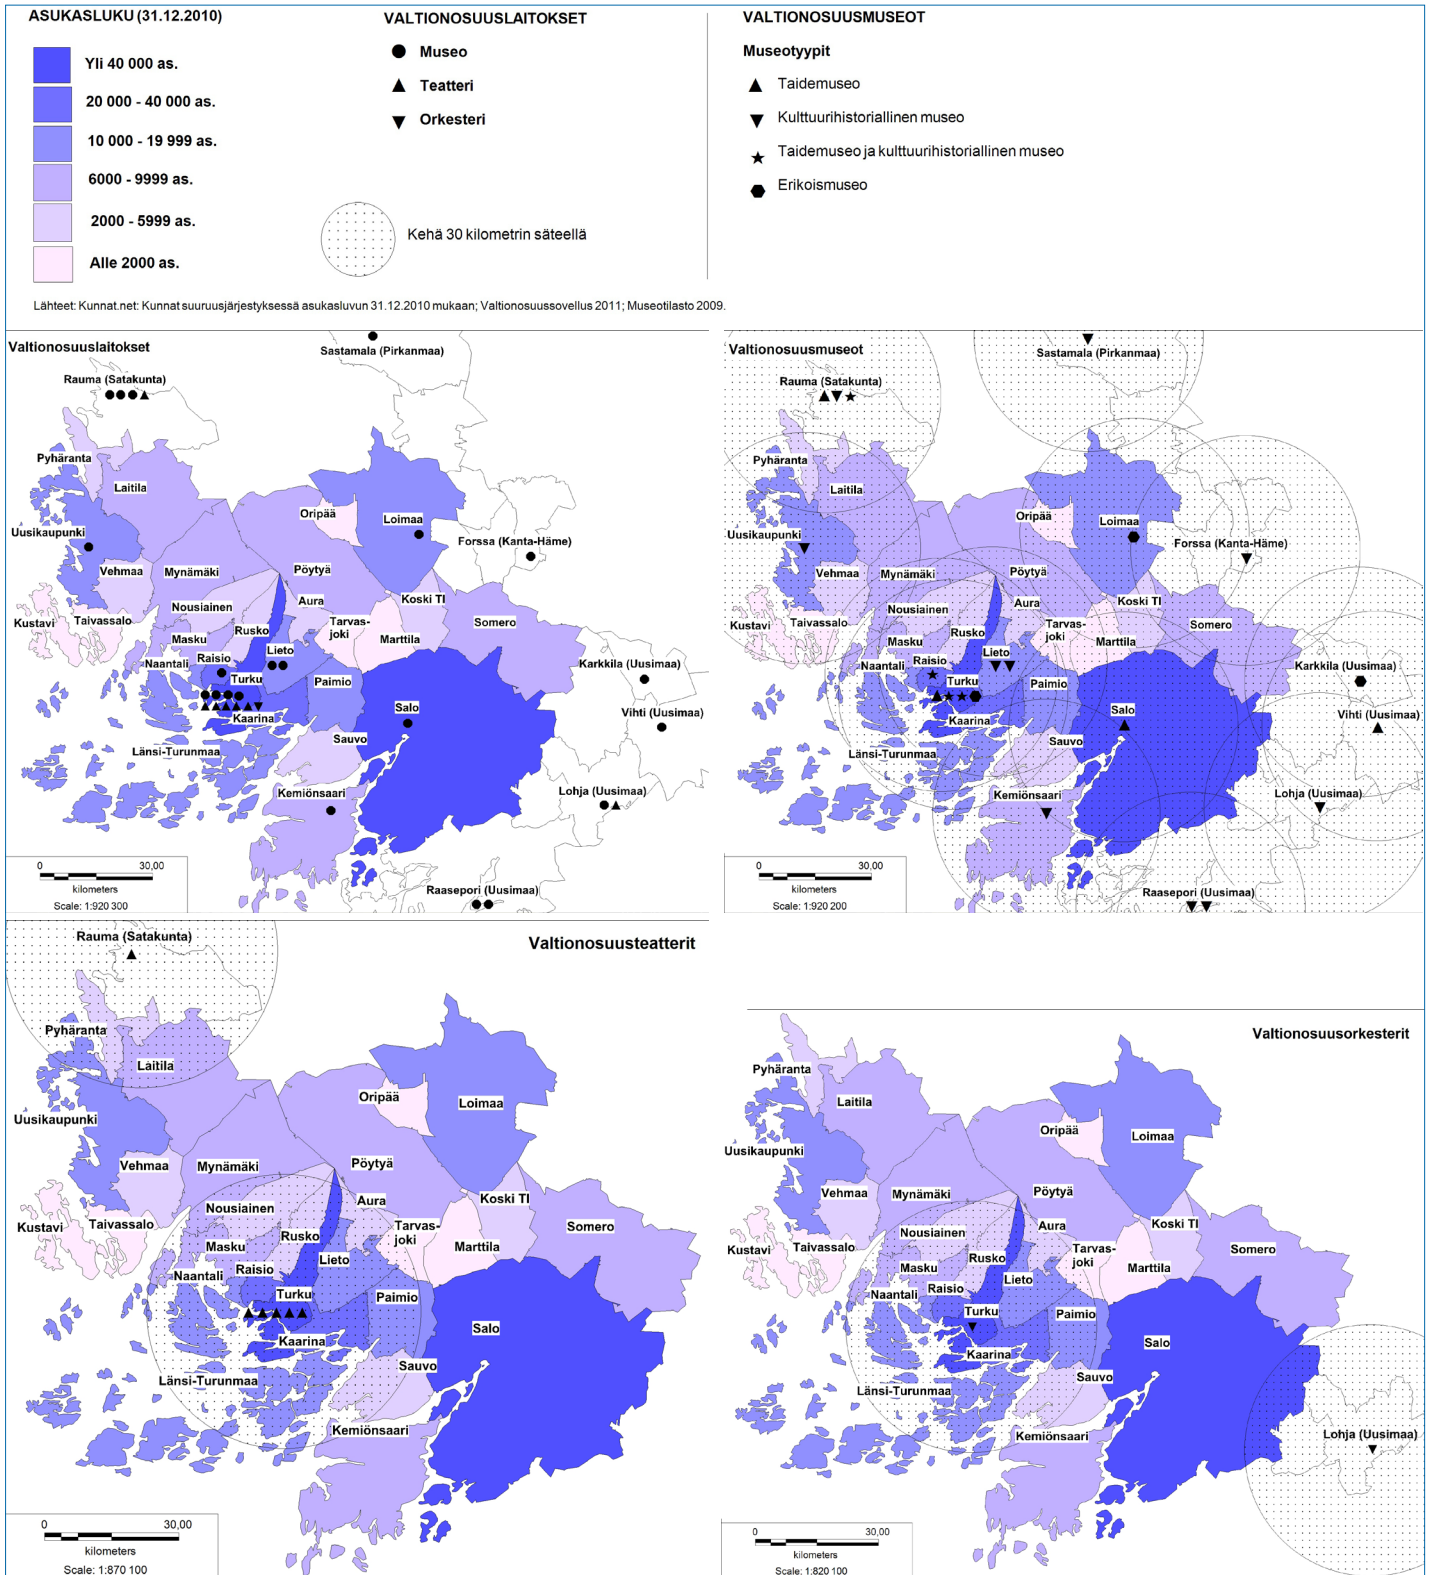 ASUKASLUKU (31.12.2010)
Yli 40 000 as.
20 000 - 40 000 as.
10 000 - 19 999 as.
6000 - 9999 as.
2000 - 5999 as.
Alle 2000 as.
VALTIONOSUUSLAITOKSET
Museo
Teatteri
Orkesteri
Kehä 30 kilometrin säteellä
VALTIONOSUUSMUSEOT
Museotyypit
Taidemuseo
Kulttuurihistoriallinen museo
Taidemuseo ja kulttuurihistoriallinen museo
Erikoismuseo
Lähteet: Kunnat.net: Kunnat suuruusjärjestyksessä asukasluvun 31.12.2010 mukaan; Valtionosuussovellus 2011; Museotilasto 2009.
Valtionosuuslaitokset
Sastamala (Pirkanmaa)
Rauma (Satakunta)
Pyhäranta
Laitila
Oripää
Loimaa
Uusikaupunki
Forssa (Kanta-Häme)
Vehmaa
Mynämäki
Pöytyä
Nousiainen
Aura
Koski Tl
Kustavi
Taivassalo
Tarvas-
joki
Marttila
Somero
Masku
Rusko
Lieto
Naantali
Raisio
Turku
Paimio
Karkkila (Uusimaa)
Kaarina
Salo
Vihti (Uusimaa)
Sauvo
Länsi-Turunmaa
Kemiönsaari
Lohja (Uusimaa)
Raasepori (Uusimaa)
0 30,00
kilometers
Scale: 1:920 300
Valtionosuusmuseot
Sastamala (Pirkanmaa)
Rauma (Satakunta)
Pyhäranta
Laitila
Oripää
Loimaa
Uusikaupunki
Forssa (Kanta-Häme)
Vehmaa
Mynämäki
Pöytyä
Nousiainen
Aura
Koski Tl
Kustavi
Taivassalo
Tarvas-
joki
Marttila
Somero
Masku
Rusko
Lieto
Naantali
Raisio
Turku
Paimio
Karkkila (Uusimaa)
Kaarina
Salo
Vihti (Uusimaa)
Sauvo
Länsi-Turunmaa
Kemiönsaari
Lohja (Uusimaa)
Raasepori (Uusimaa)
0 30,00
kilometers
Scale: 1:920 200
Valtionosuusteatterit
Rauma (Satakunta)
Pyhäranta
Laitila
Oripää
Loimaa
Uusikaupunki
Vehmaa
Mynämäki
Pöytyä
Nousiainen
Aura
Koski Tl
Kustavi
Taivassalo
Tarvas-
joki
Marttila
Somero
Masku
Rusko
Lieto
Naantali
Raisio
Turku
Paimio
Kaarina
Salo
Sauvo
Länsi-Turunmaa
Kemiönsaari
0 30,00
kilometers
Scale: 1:870 100
Valtionosuusorkesterit
Pyhäranta
Laitila
Oripää
Loimaa
Uusikaupunki
Vehmaa
Mynämäki
Pöytyä
Nousiainen
Aura
Koski Tl
Kustavi
Taivassalo
Tarvas-
joki
Marttila
Somero
Masku
Rusko
Lieto
Naantali
Raisio
Turku
Paimio
Kaarina
Salo
Sauvo
Länsi-Turunmaa
Kemiönsaari
Lohja (Uusimaa)
0 30,00
kilometers
Scale: 1:820 100